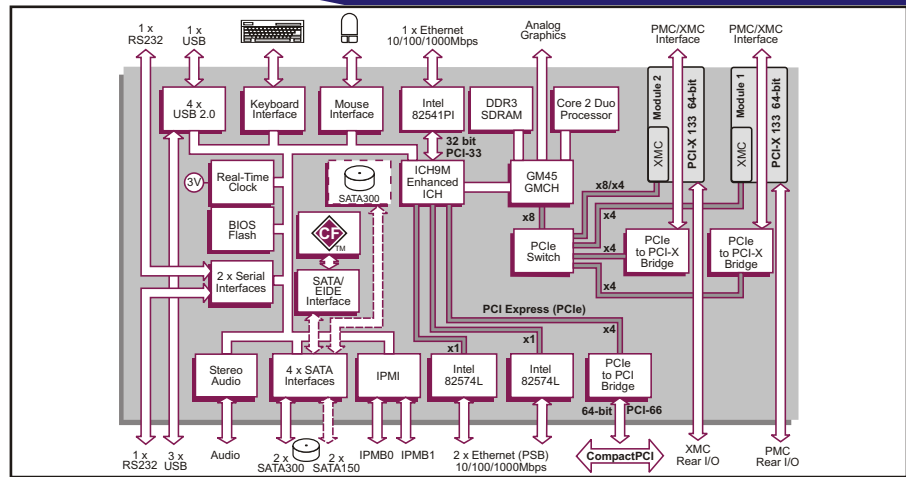 1 x
RS232
1 x
USB
1 x Ethernet
10/100/1000Mbps
Analog
Graphics
PMC/XMC
Interface
PMC/XMC
Interface
4 x
USB 2.0
Keyboard
Interface
Mouse
Interface
Intel
82541PI
DDR3
SDRAM
Core 2 Duo
Processor
Module 2
XMC
PCI-X 133 64-bit
Module 1
XMC
PCI-X 133 64-bit
32 bit
PCI-33
3V
Real-Time
Clock
SATA300
ICH9M
Enhanced
ICH
GM45
GMCH
x8/x4
x4
x8
BIOS
Flash
CF
TM
PCIe
Switch
x4
PCIe
to PCI-X
Bridge
PCIe
to PCI-X
Bridge
2 x Serial
Interfaces
SATA/
EIDE
Interface
x4
PCI Express (PCIe)
x1
x1
x4
Stereo
Audio
4 x SATA
Interfaces
IPMI
Intel
82574L
Intel
82574L
PCIe
to PCI
Bridge
64-bit
PCI-66
1 x
RS232
3 x
USB
Audio
2 x
SATA300
2 x
SATA150
IPMB0
IPMB1
2 x Ethernet (PSB)
10/100/1000Mbps
CompactPCI
XMC
Rear I/O
PMC
Rear I/O